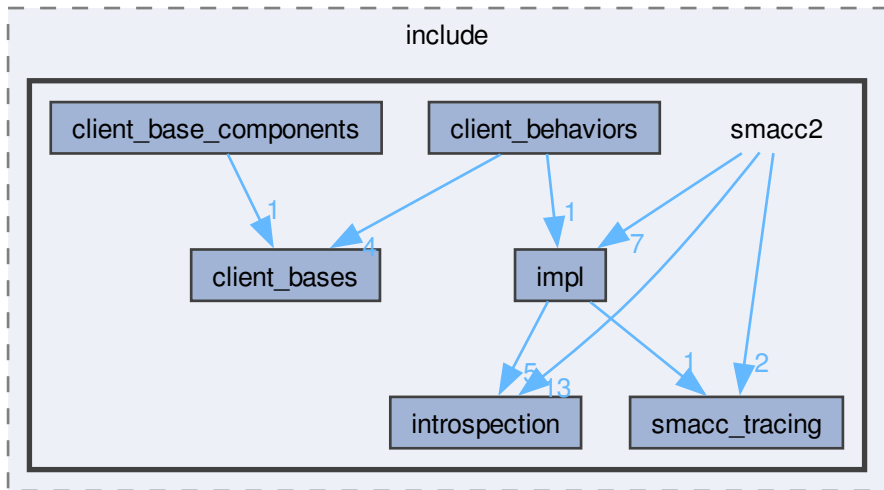 include
client_base_components
client_behaviors
smacc2
1
4
1
7
client_bases
impl
5
13
1
2
introspection
smacc_tracing